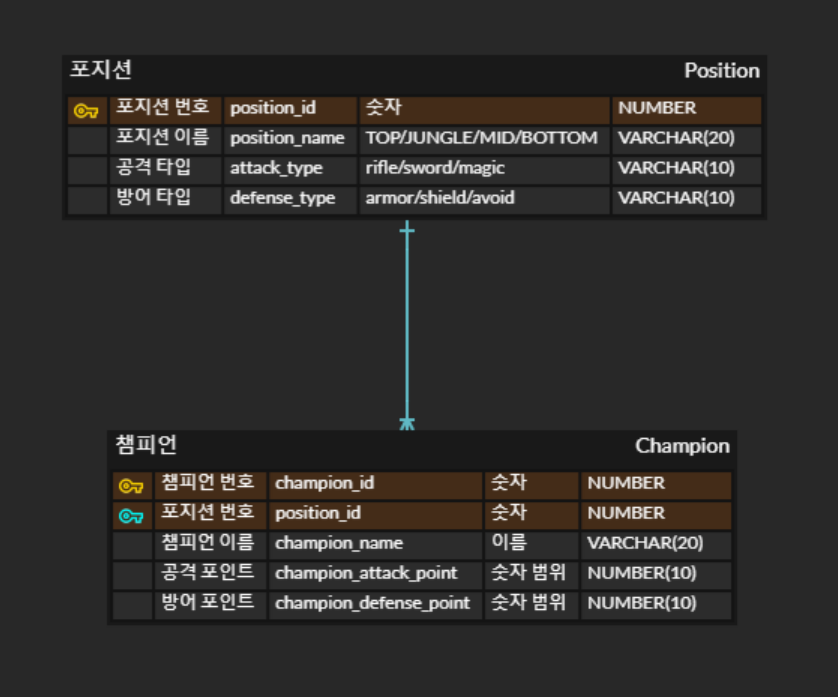 포지션 Position
포지션 번호 position_id 숫자 NUMBER
포지션 이름 position_name TOP/JUNGLE/MID/BOTTOM VARCHAR(20)
공격 타입 attack_type rifle/sword/magic VARCHAR(10)
방어 타입 defense_type armor/shield/avoid VARCHAR(10)
챔피언 Champion
챔피언 번호 champion_id 숫자 NUMBER
포지션 번호 position_id 숫자 NUMBER
챔피언 이름 champion_name 이름 VARCHAR(20)
공격 포인트 champion_attack_point 숫자 범위 NUMBER(10)
방어 포인트 champion_defense_point 숫자 범위 NUMBER(10)